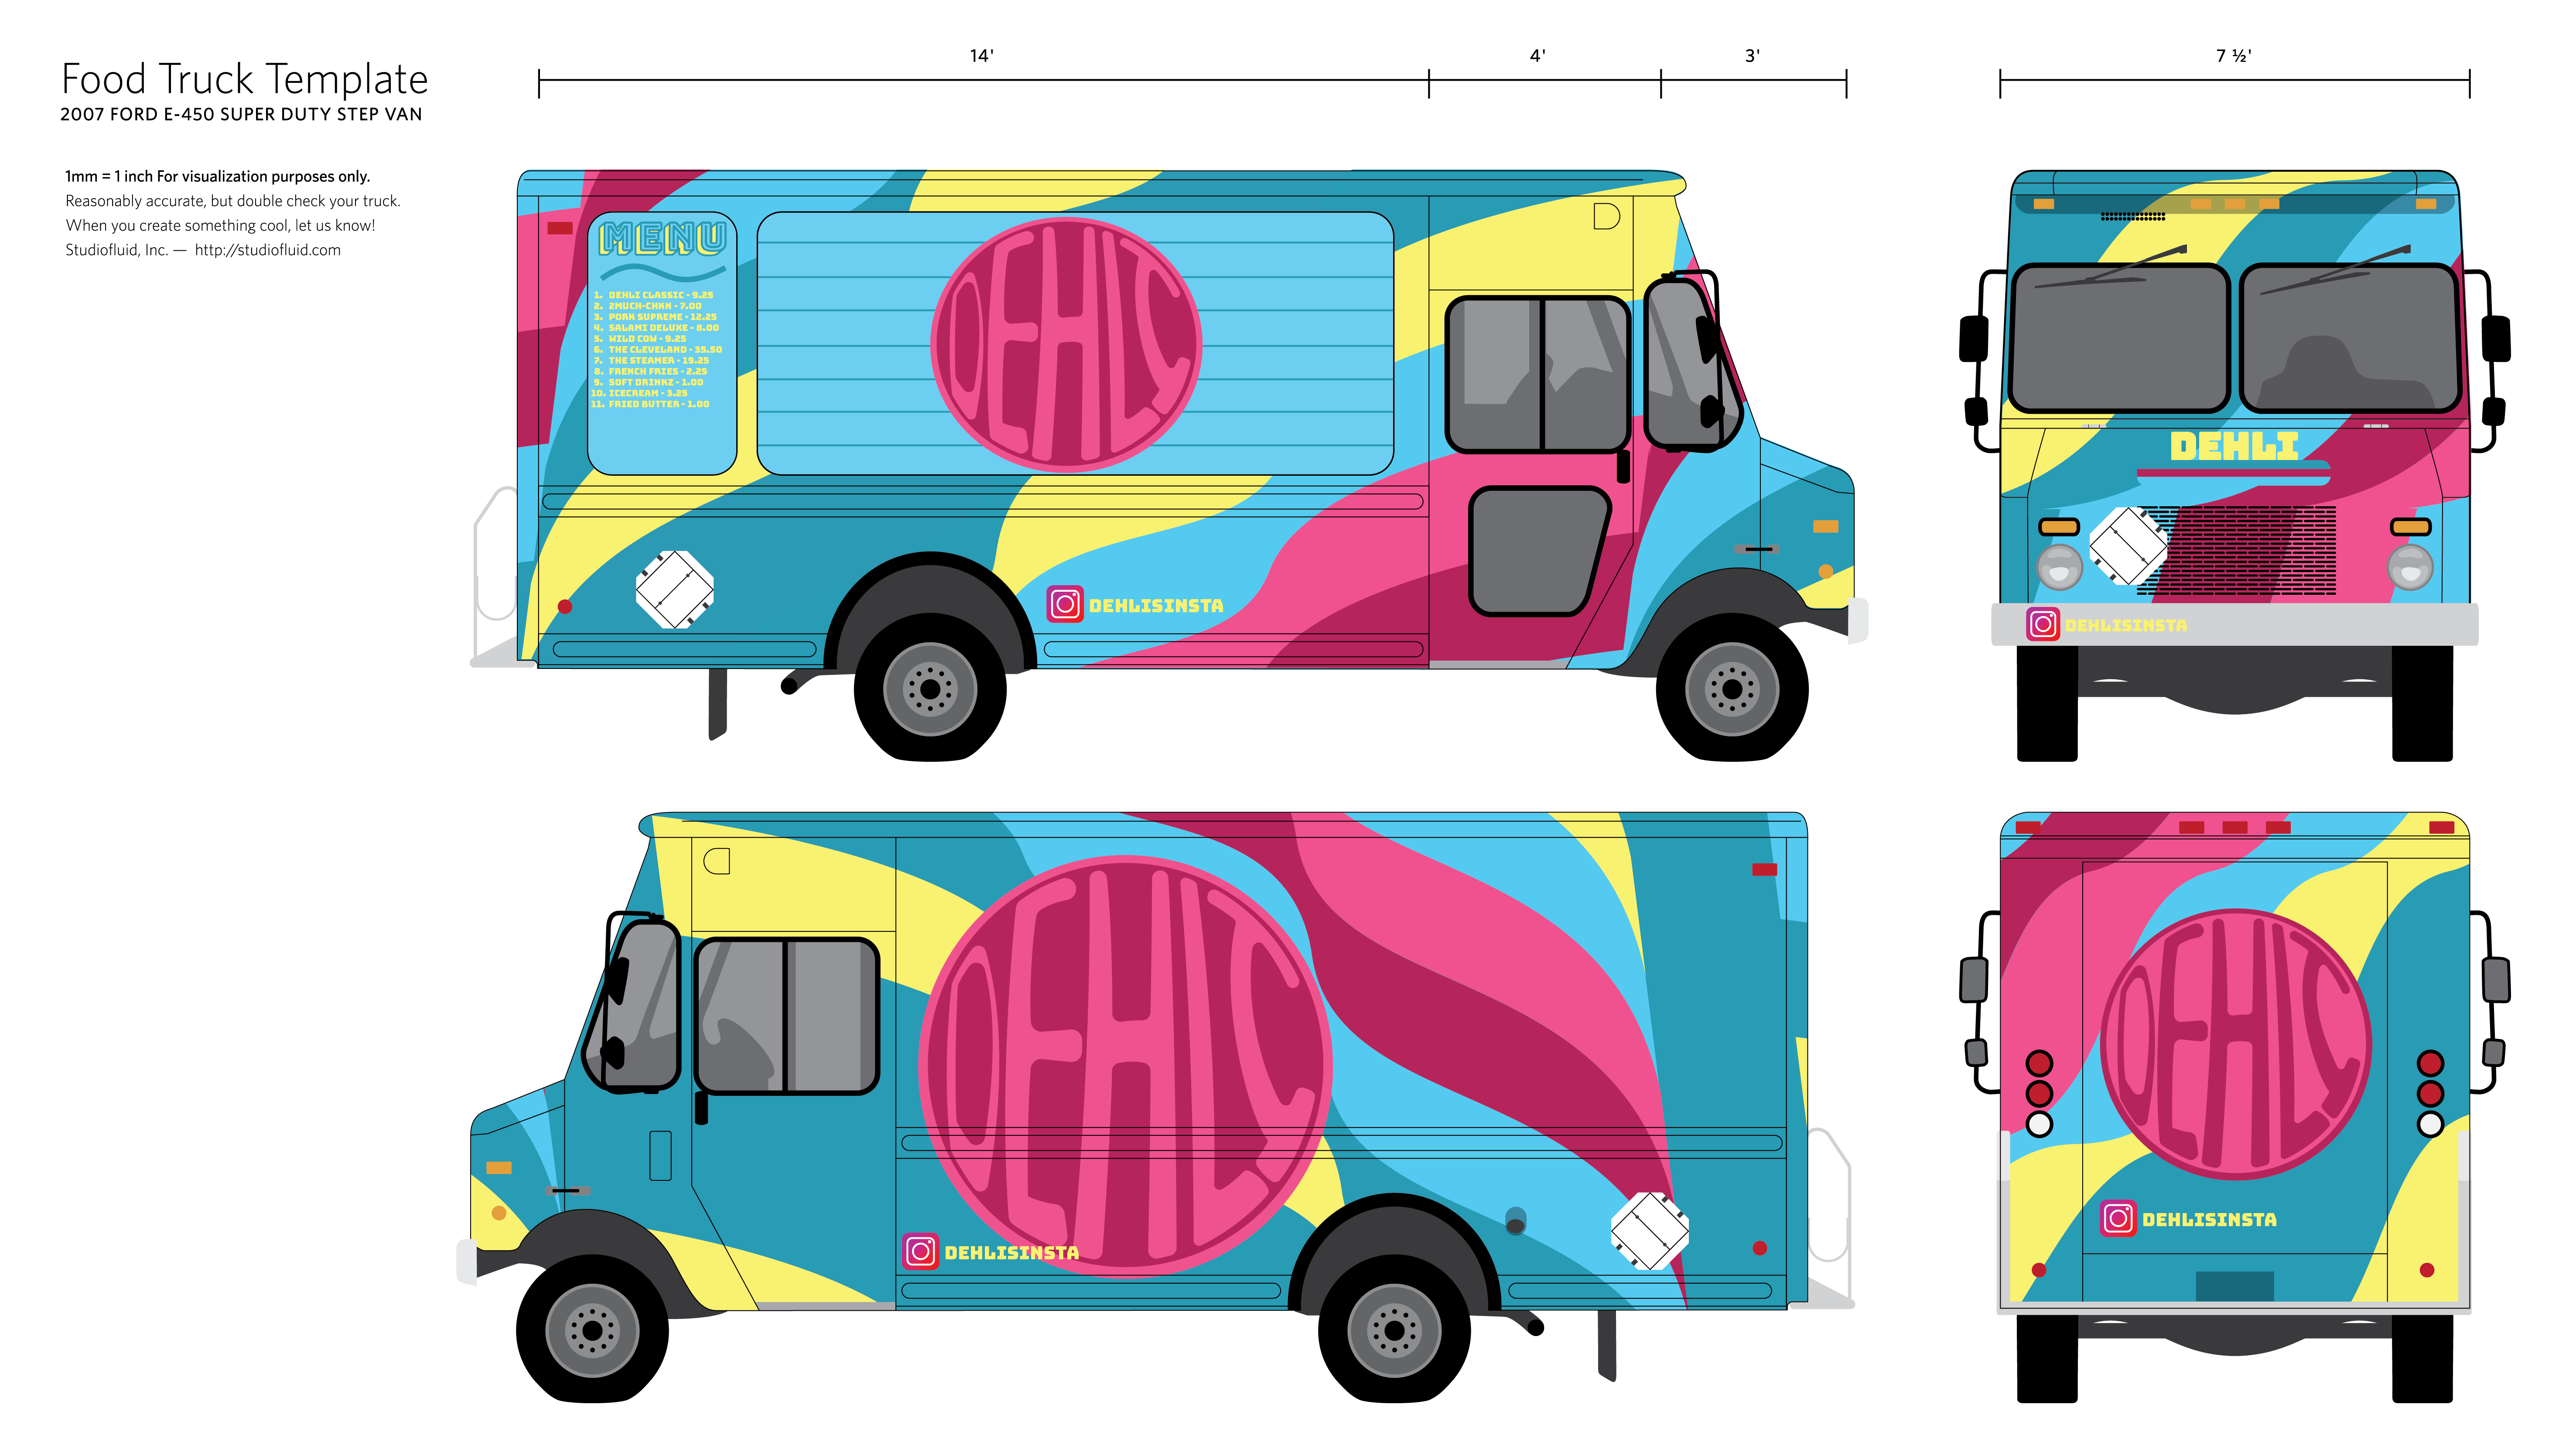 14'
4'
3'
7 ½'
Food Truck Template
2007 FORD E-450 SUPER DUTY STEP VAN
1mm = 1 inch For visualization purposes only.
Reasonably accurate, but double check your truck.
When you create something cool, let us know!
Studiofluid, Inc. — http://studiofluid.com
MENU
1. DEHLI CLASSIC - 9.25
2. 2MUCH-CHKN - 7.00
3. PORK SUPREME - 12.25
4. SALAMI DELUXE - 8.00
5. WILD COW - 9.25
6. THE CLEVELAND - 35.50
7. THE STEAMER - 19.25
8. FRENCH FRIES - 2.25
9. SOFT DRINKZ - 1.00
10. ICECREAM - 3.25
11. FRIED BUTTER - 1.00
DEHLI
DEHLISINSTA
DEHLI
DEHLISINSTA
DEHLI
DEHLISINSTA
DEHLI
DEHLISINSTA